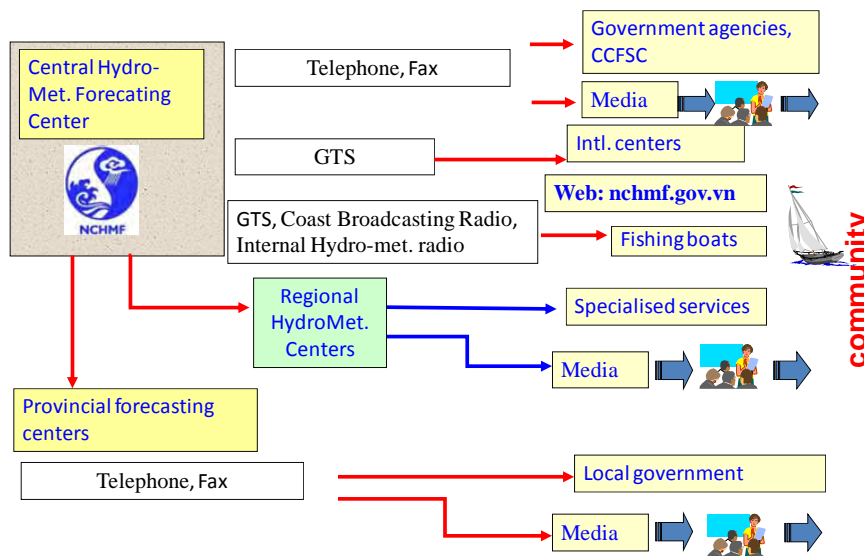 Government agencies,
CCFSC
Central Hydro-
Met. Forecating
Center
Telephone, Fax
Media
NCHMF
GTS
Intl. centers
Web: nchmf.gov.vn
GTS, Coast Broadcasting Radio,
Internal Hydro-met. radio
Fishing boats
community
Regional
HydroMet.
Centers
Specialised services
Media
Provincial forecasting
centers
Telephone, Fax
Local government
Media